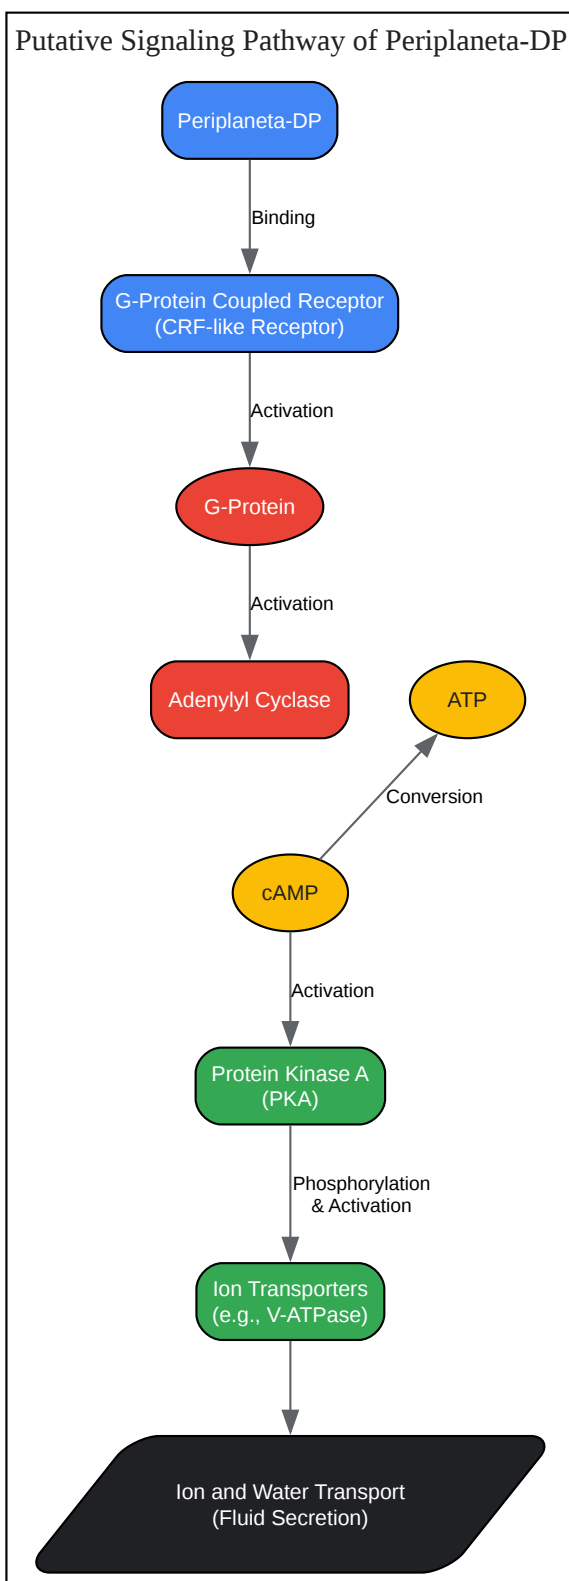 Putative Signaling Pathway of Periplaneta-DP
Periplaneta-DP
Binding
G-Protein Coupled Receptor
(CRF-like Receptor)
Activation
G-Protein
Activation
Adenylyl Cyclase
ATP
Conversion
cAMP
Activation
Protein Kinase A
(PKA)
Phosphorylation
& Activation
Ion Transporters
(e.g., V-ATPase)
Ion and Water Transport
(Fluid Secretion)